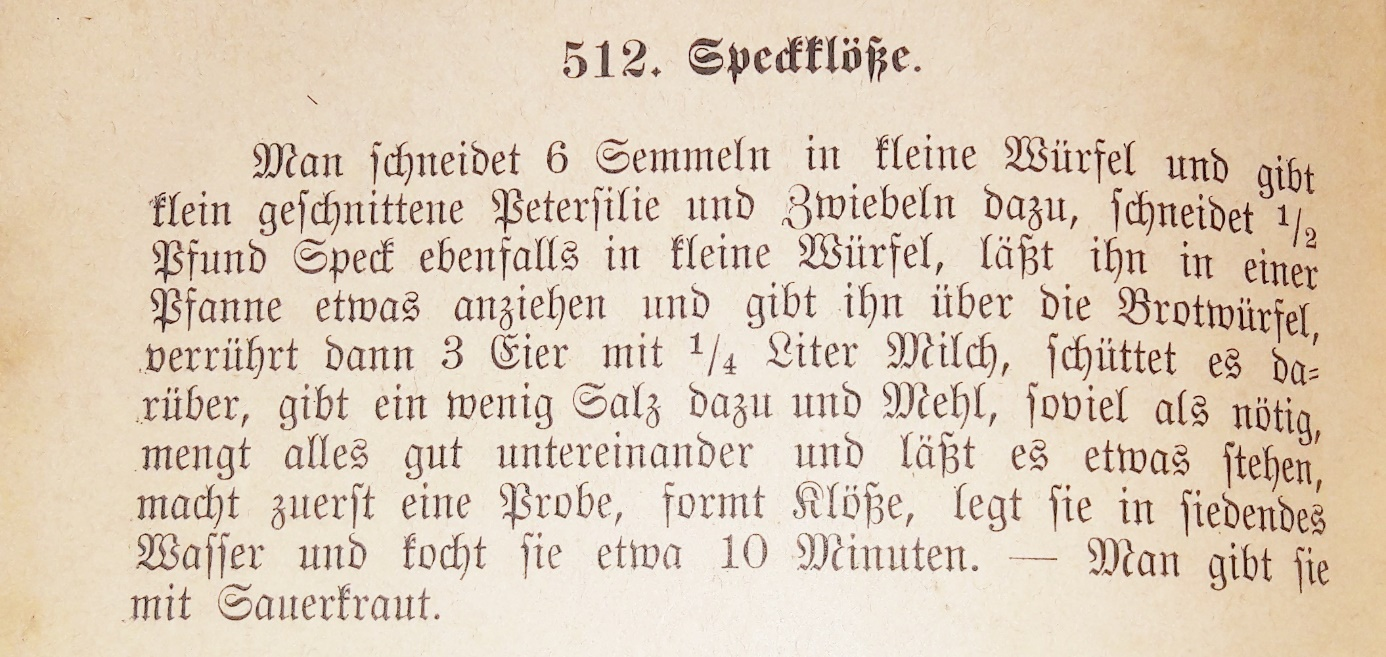 512. Speckklöße.
Man schneidet 6 Semmeln in kleine Würfel und gibt
klein geschnittene Petersilie und Zwiebeln dazu, schneidet 1/2
Pfund Speck ebenfalls in kleine Würfel, läßt ihn in einer
Pfanne etwas anziehen und gibt ihn über die Brotwürfel,
verrührt dann 3 Eier mit 1/4 Liter Milch, schüttet es da=
rüber, gibt ein wenig Salz dazu und Mehl, soviel als nötig,
mengt alles gut untereinander und läßt es etwas stehen,
macht zuerst eine Probe, formt Klöße, legt sie in siedendes
Wasser und kocht sie etwa 10 Minuten. — Man gibt sie
mit Sauerkraut.